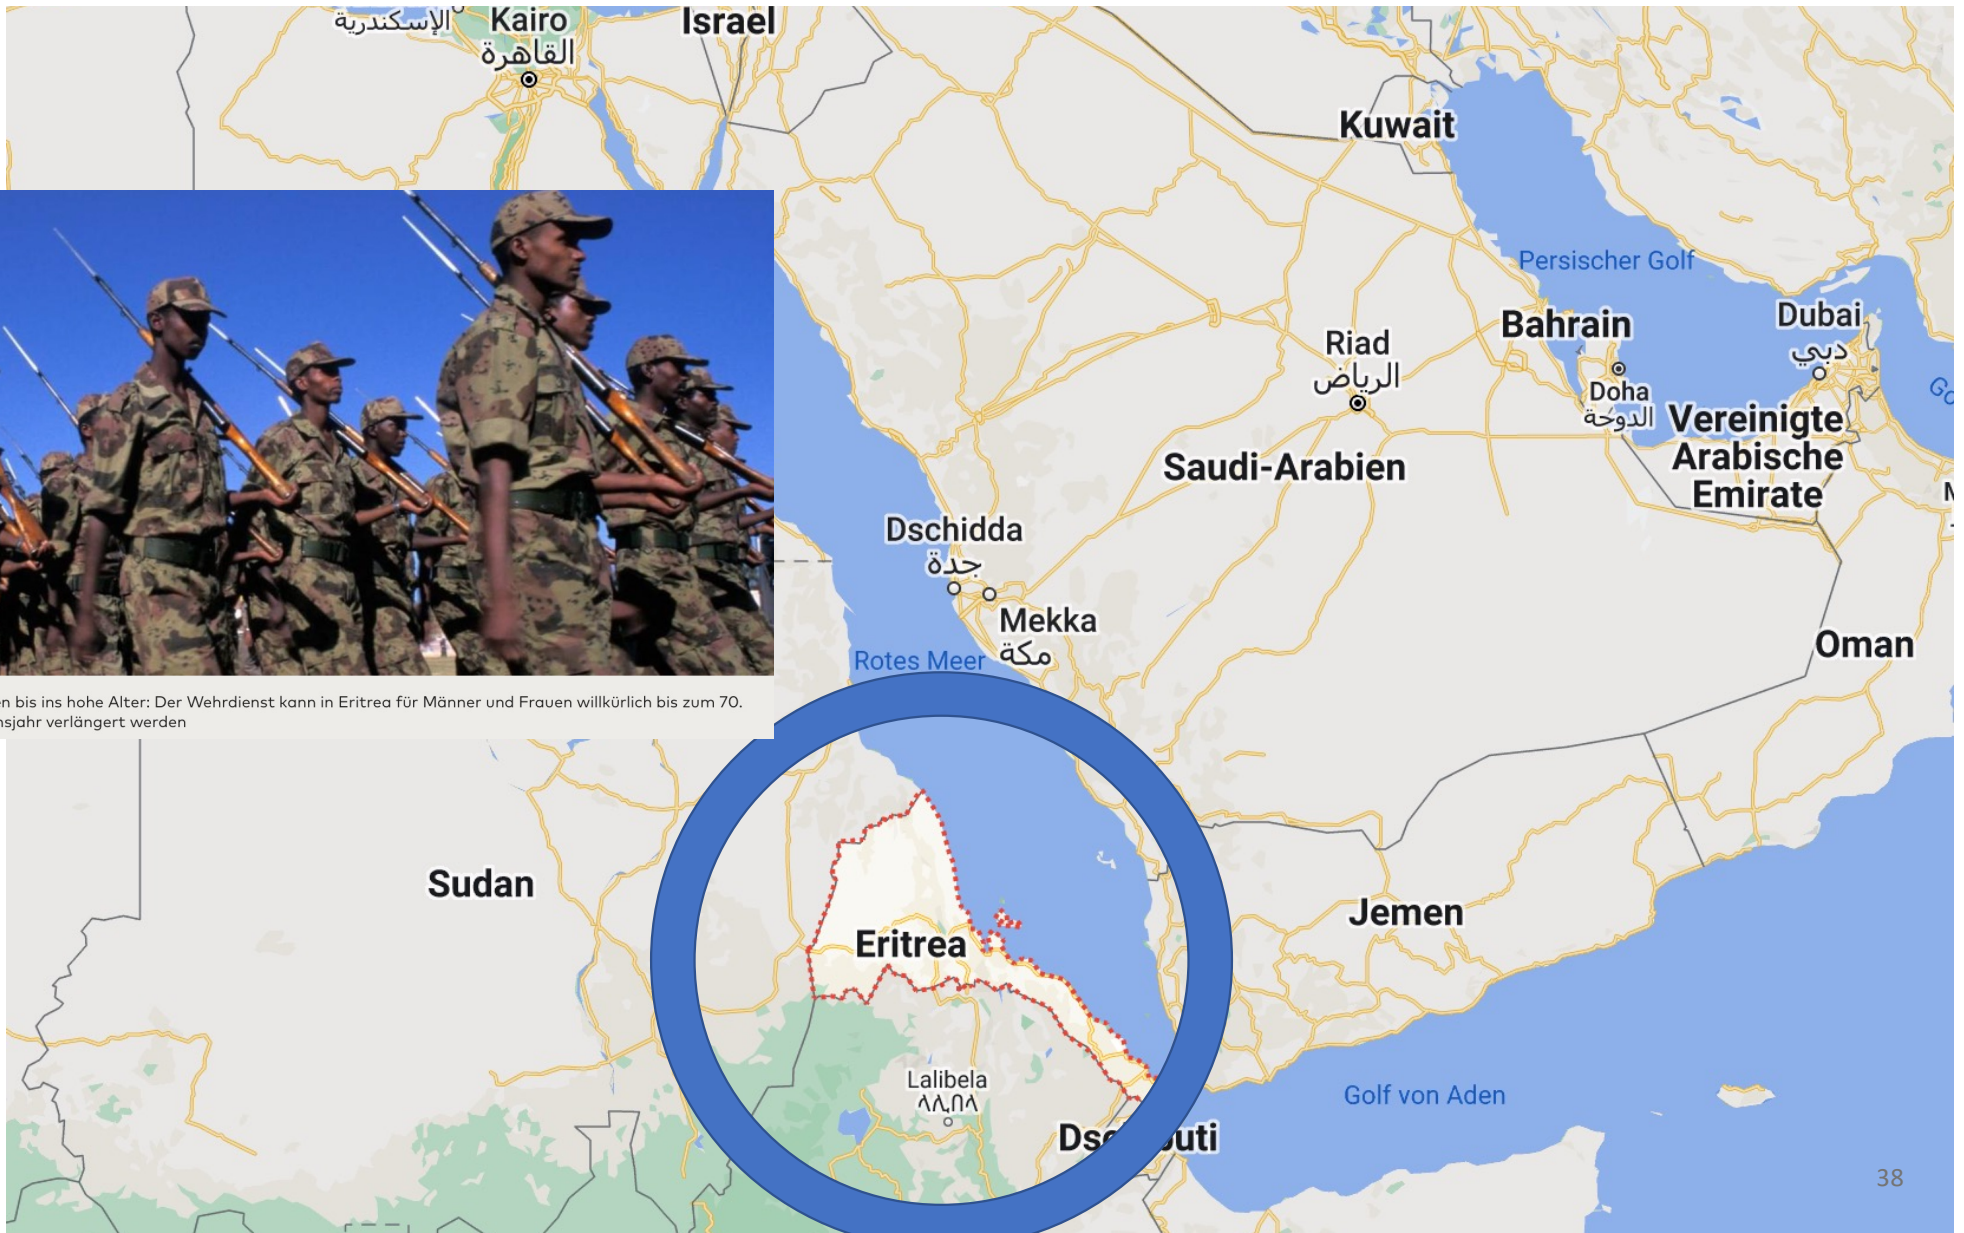 الإسكندرية
Kairo
القاهرة
Israel
Kuwait
Persischer Golf
Bahrain
Dubai
دبي
Riad
الرياض
Doha
الدوحة
Vereinigte
Arabische
Emirate
Saudi-Arabien
Dschidda
جدة
Mekka
مكة
Rotes Meer
Oman
bis ins hohe Alter: Der Wehrdienst kann in Eritrea für Männer und Frauen willkürlich bis zum 70.
verlängert werden
Sudan
Eritrea
Jemen
Lalibela
ላሊበላ
Golf von Aden
38